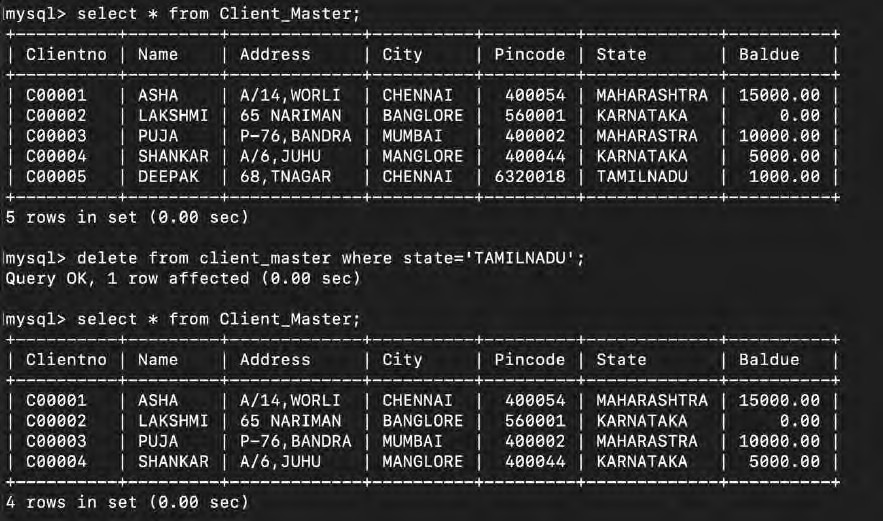 mysql> select * from Client_Master;
+----------+----------+-------------+-----------+---------+-------------+----------+
| Clientno | Name     | Address     | City      | Pincode | State       | Baldue   |
+----------+----------+-------------+-----------+---------+-------------+----------+
| C00001   | ASHA     | A/14,WORLI  | CHENNAI   |  400054 | MAHARASHTRA | 15000.00 |
| C00002   | LAKSHMI  | 65 NARIMAN  | BANGLORE  |  560001 | KARNATAKA   |     0.00 |
| C00003   | PUJA     | P-76,BANDRA | MUMBAI    |  400002 | MAHARASTRA  | 10000.00 |
| C00004   | SHANKAR  | A/6,JUHU    | MANGLORE  |  400044 | KARNATAKA   |  5000.00 |
| C00005   | DEEPAK   | 68,TNAGAR   | CHENNAI   | 6320018 | TAMILNADU   |  1000.00 |
+----------+----------+-------------+-----------+---------+-------------+----------+
5 rows in set (0.00 sec)
mysql> delete from client_master where state='TAMILNADU';
Query OK, 1 row affected (0.00 sec)
mysql> select * from Client_Master;
+----------+----------+-------------+-----------+---------+-------------+----------+
| Clientno | Name     | Address     | City      | Pincode | State       | Baldue   |
+----------+----------+-------------+-----------+---------+-------------+----------+
| C00001   | ASHA     | A/14,WORLI  | CHENNAI   |  400054 | MAHARASHTRA | 15000.00 |
| C00002   | LAKSHMI  | 65 NARIMAN  | BANGLORE  |  560001 | KARNATAKA   |     0.00 |
| C00003   | PUJA     | P-76,BANDRA | MUMBAI    |  400002 | MAHARASTRA  | 10000.00 |
| C00004   | SHANKAR  | A/6,JUHU    | MANGLORE  |  400044 | KARNATAKA   |  5000.00 |
+----------+----------+-------------+-----------+---------+-------------+----------+
4 rows in set (0.00 sec)